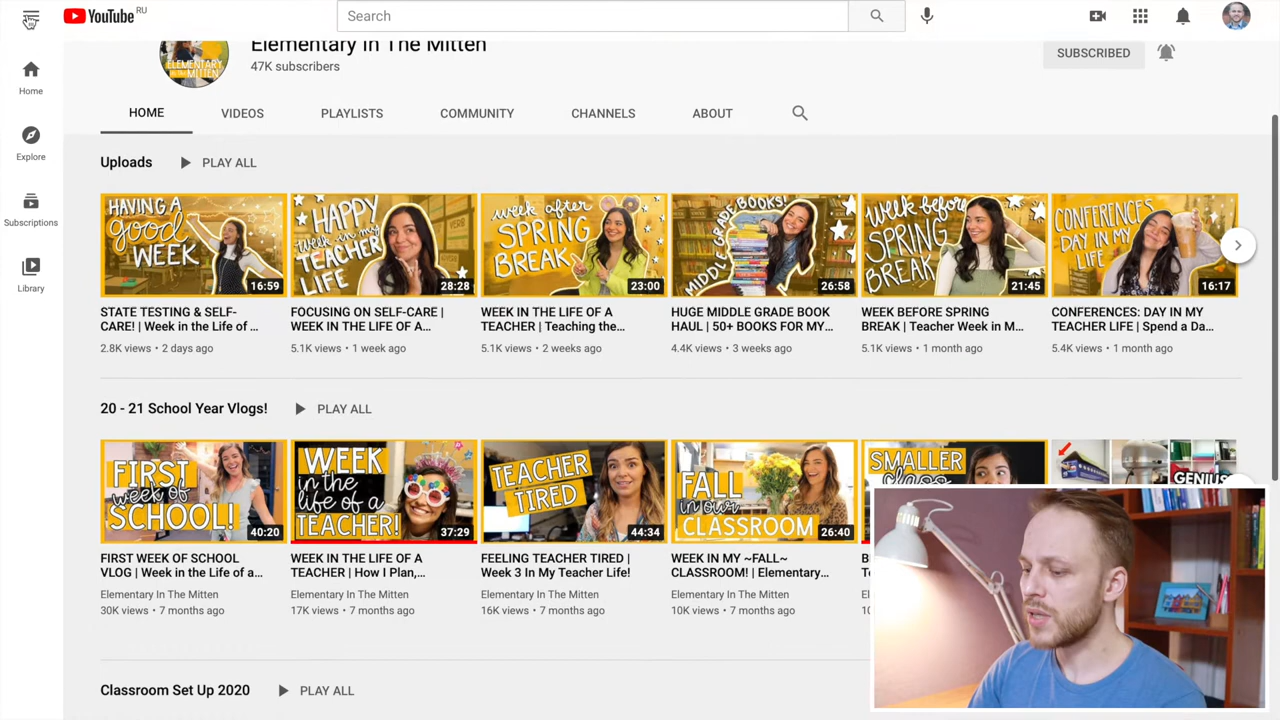 YouTube RU
Search
Elementary In The Mitten
47K subscribers
SUBSCRIBED
Home
Explore
Subscriptions
Library
HOME VIDEOS PLAYLISTS COMMUNITY CHANNELS ABOUT
Uploads PLAY ALL
HAVING A
good
WEEK
16:59
HAPPY
Week in my
TEACHER
LIFE
28:28
week after
SPRING
BREAK
23:00
MIDDLE GRADE BOOKS!
26:58
week before
SPRING
BREAK
21:45
CONFERENCES
DAY IN MY
LIFE
16:17
STATE TESTING & SELF-
CARE! | Week in the Life of ...
2.8K views • 2 days ago
FOCUSING ON SELF-CARE |
WEEK IN THE LIFE OF A...
5.1K views • 1 week ago
WEEK IN THE LIFE OF A
TEACHER | Teaching the...
5.1K views • 2 weeks ago
HUGE MIDDLE GRADE BOOK
HAUL | 50+ BOOKS FOR MY...
4.4K views • 3 weeks ago
WEEK BEFORE SPRING
BREAK | Teacher Week in M...
5.1K views • 1 month ago
CONFERENCES: DAY IN MY
TEACHER LIFE | Spend a Da...
5.4K views • 1 month ago
20 - 21 School Year Vlogs! PLAY ALL
FIRST
week of
SCHOOL!
40:20
WEEK
in the
life of a
TEACHER!
37:29
TEACHER
TIRED
44:34
FALL
in our
CLASSROOM
26:40
SMALLER
class
GENIUS
FIRST WEEK OF SCHOOL
VLOG | Week in the Life of a...
Elementary In The Mitten
30K views • 7 months ago
WEEK IN THE LIFE OF A
TEACHER | How I Plan,...
Elementary In The Mitten
17K views • 7 months ago
FEELING TEACHER TIRED |
Week 3 In My Teacher Life!
Elementary In The Mitten
16K views • 7 months ago
WEEK IN MY ~FALL~
CLASSROOM! | Elementary...
Elementary In The Mitten
10K views • 7 months ago
Classroom Set Up 2020 PLAY ALL